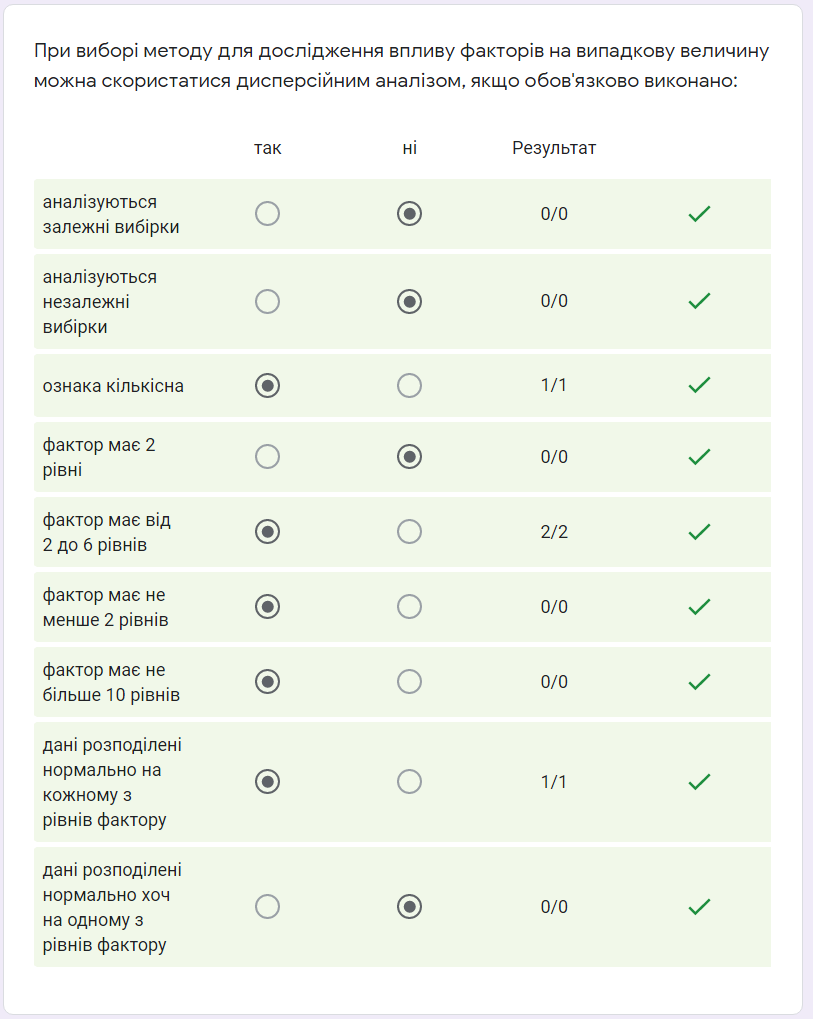 При виборі методу для дослідження впливу факторів на випадкову величину
можна скористатися дисперсійним аналізом, якщо обов'язково виконано:
так ні Результат
аналізуються
залежні вибірки 0/0
аналізуються
незалежні
вибірки 0/0
ознака кількісна 1/1
фактор має 2
рівні 0/0
фактор має від
2 до 6 рівнів 2/2
фактор має не
менше 2 рівнів 0/0
фактор має не
більше 10 рівнів 0/0
дані розподілені
нормально на
кожному з
рівнів фактору 1/1
дані розподілені
нормально хоч
на одному з
рівнів фактору 0/0